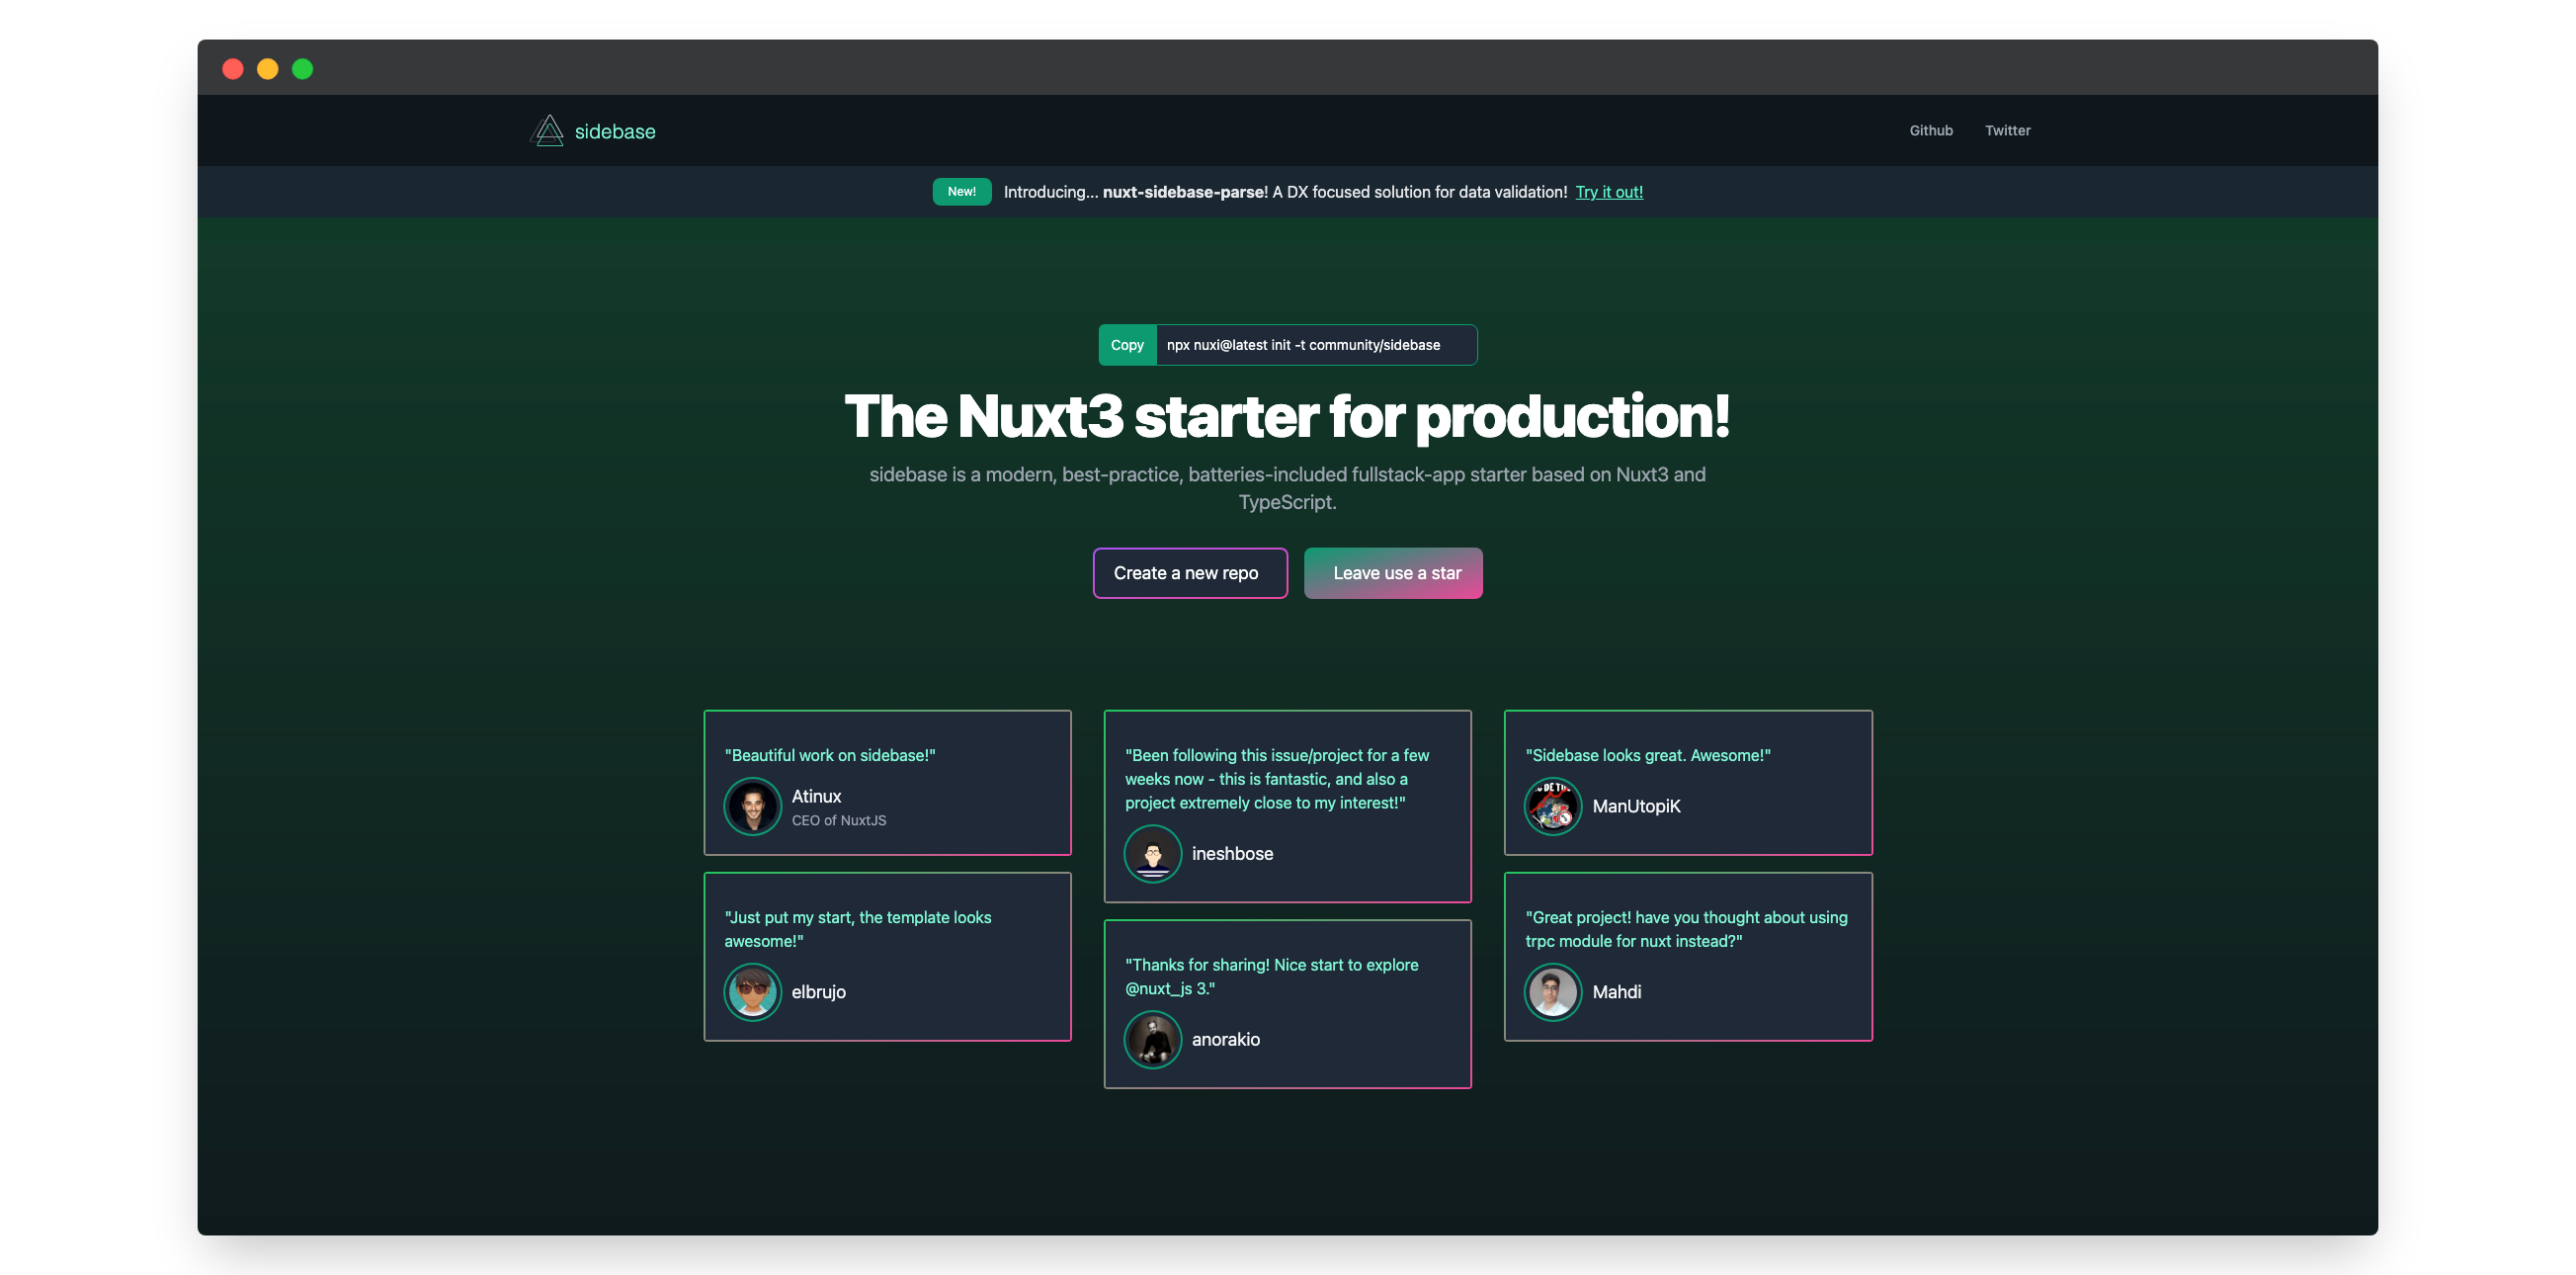 sidebase
Github
Twitter
New!
Introducing... nuxt-sidebase-parse! A DX focused solution for data validation! Try it out!
Copy
npx nuxi@latest init -t community/sidebase
The Nuxt3 starter for production!
sidebase is a modern, best-practice, batteries-included fullstack-app starter based on Nuxt3 and
TypeScript.
Create a new repo
Leave use a star
"Beautiful work on sidebase!"
Atinux
CEO of NuxtJS
"Just put my start, the template looks
awesome!"
elbrujo
"Been following this issue/project for a few
weeks now - this is fantastic, and also a
project extremely close to my interest!"
ineshbose
"Thanks for sharing! Nice start to explore
@nuxt_js 3."
anorakio
"Sidebase looks great. Awesome!"
ManUtopiK
"Great project! have you thought about using
trpc module for nuxt instead?"
Mahdi